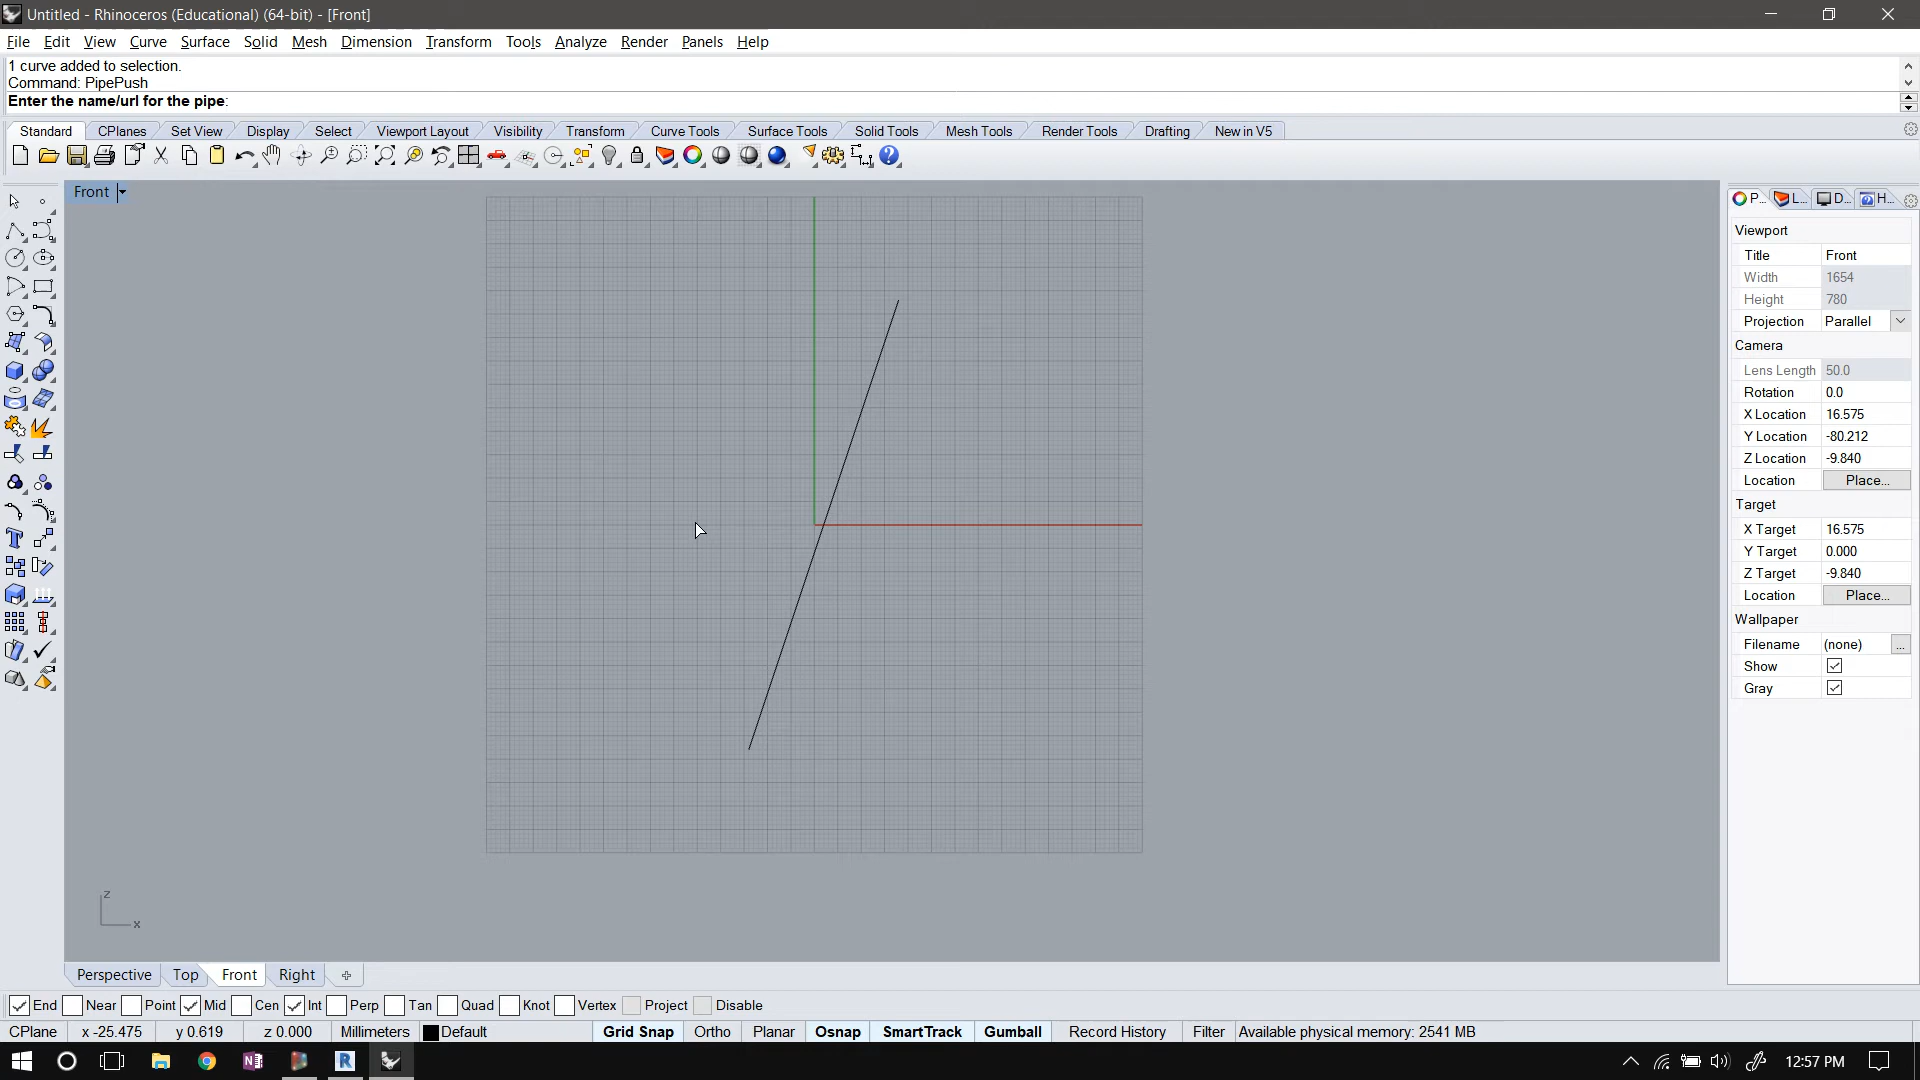 Untitled - Rhinoceros (Educational) (64-bit) - [Front]
File Edit View Curve Surface Solid Mesh Dimension Transform Tools Analyze Render Panels Help
1 curve added to selection.
Command: PipePush
Enter the name/url for the pipe:
Standard CPlanes Set View Display Select Viewport Layout Visibility Transform Curve Tools Surface Tools Solid Tools Mesh Tools Render Tools Drafting New in V5
Front
P... L... D... H...
Viewport
Title Front
Width 1654
Height 780
Projection Parallel
Camera
Lens Length 50.0
Rotation 0.0
X Location 16.575
Y Location -80.212
Z Location -9.840
Location Place...
Target
X Target 16.575
Y Target 0.000
Z Target -9.840
Location Place...
Wallpaper
Filename (none) ...
Show
Gray
z
x
Perspective Top Front Right
End Near Point Mid Cen Int Perp Tan Quad Knot Vertex Project Disable
CPlane x -25.475 y 0.619 z 0.000 Millimeters Default Grid Snap Ortho Planar Osnap SmartTrack Gumball Record History Filter Available physical memory: 2541 MB
12:57 PM